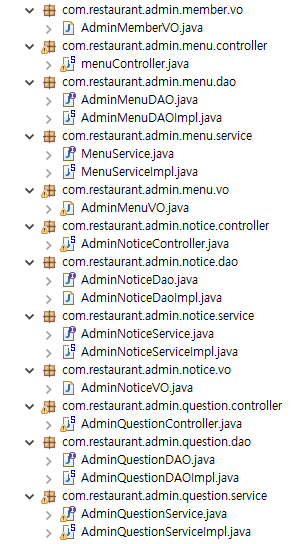 com.restaurant.admin.member.vo
AdminMemberVO.java
com.restaurant.admin.menu.controller
menuController.java
com.restaurant.admin.menu.dao
AdminMenuDAO.java
AdminMenuDAOImpl.java
com.restaurant.admin.menu.service
MenuService.java
MenuServiceImpl.java
com.restaurant.admin.menu.vo
AdminMenuVO.java
com.restaurant.admin.notice.controller
AdminNoticeController.java
com.restaurant.admin.notice.dao
AdminNoticeDao.java
AdminNoticeDaoImpl.java
com.restaurant.admin.notice.service
AdminNoticeService.java
AdminNoticeServiceImpl.java
com.restaurant.admin.notice.vo
AdminNoticeVO.java
com.restaurant.admin.question.controller
AdminQuestionController.java
com.restaurant.admin.question.dao
AdminQuestionDAO.java
AdminQuestionDAOImpl.java
com.restaurant.admin.question.service
AdminQuestionService.java
AdminQuestionServiceImpl.java